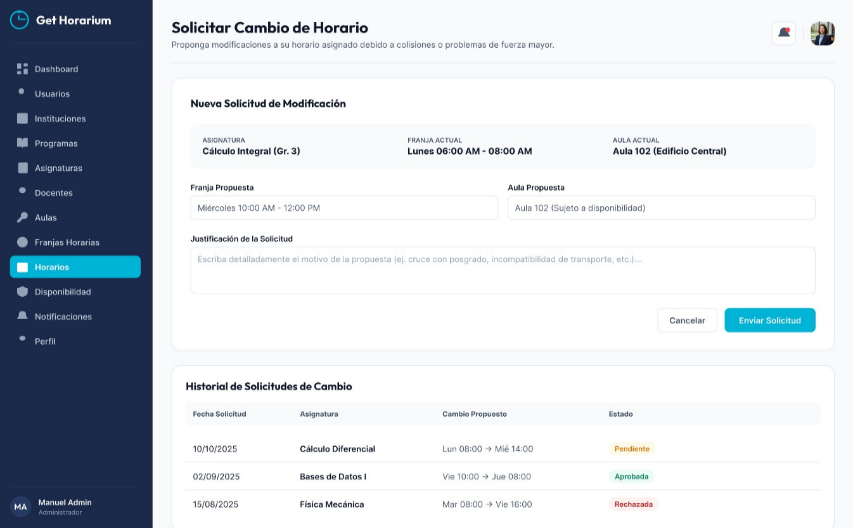 Get Horarium
Dashboard
Usuarios
Instituciones
Programas
Asignaturas
Docentes
Aulas
Franjas Horarias
Horarios
Disponibilidad
Notificaciones
Perfil
MA
Manuel Admin
Administrador
Solicitar Cambio de Horario
Proponga modificaciones a su horario asignado debido a colisiones o problemas de fuerza mayor.
Nueva Solicitud de Modificación
ASIGNATURA FRANJA ACTUAL AULA ACTUAL
Cálculo Integral (Gr. 3) Lunes 06:00 AM - 08:00 AM Aula 102 (Edificio Central)
Franja Propuesta Aula Propuesta
Miércoles 10:00 AM - 12:00 PM Aula 102 (Sujeto a disponibilidad)
Justificación de la Solicitud
Escriba detalladamente el motivo de la propuesta (ej. cruce con posgrado, incompatibilidad de transporte, etc.)...
Cancelar Enviar Solicitud
Historial de Solicitudes de Cambio
Fecha Solicitud Asignatura Cambio Propuesto Estado
10/10/2025 Cálculo Diferencial Lun 08:00 → Mié 14:00 Pendiente
02/09/2025 Bases de Datos I Vie 10:00 → Jue 08:00 Aprobada
15/08/2025 Física Mecánica Mar 08:00 → Vie 16:00 Rechazada